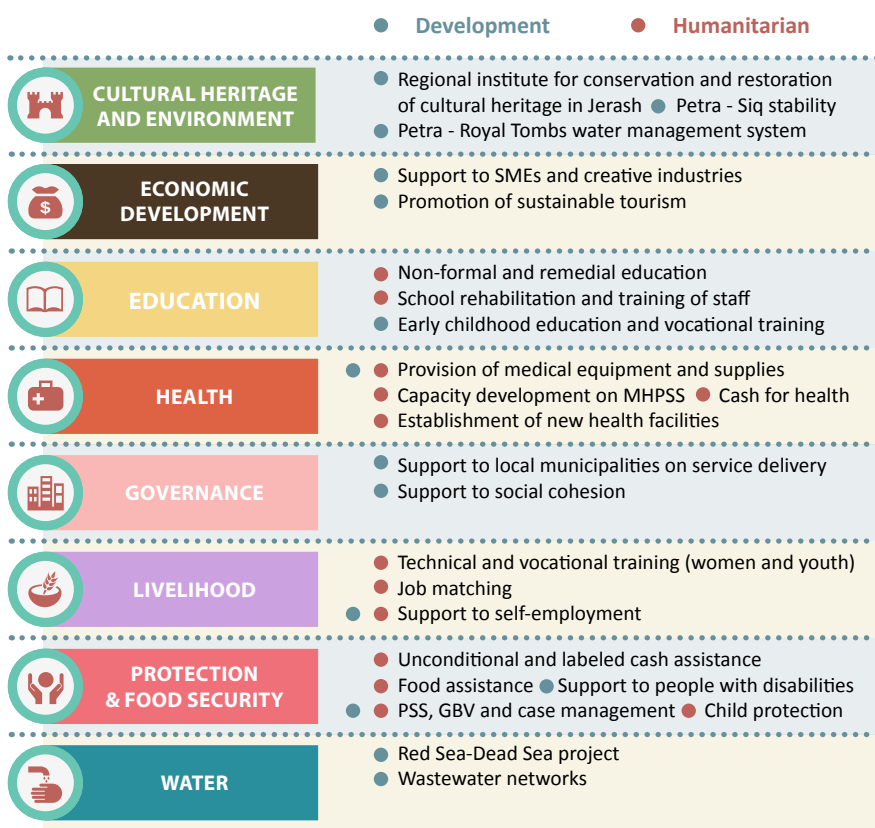 Development Humanitarian
CULTURAL HERITAGE
AND ENVIRONMENT
Regional institute for conservation and restoration
of cultural heritage in Jerash Petra - Siq stability
Petra - Royal Tombs water management system
ECONOMIC
DEVELOPMENT
Support to SMEs and creative industries
Promotion of sustainable tourism
EDUCATION
Non-formal and remedial education
School rehabilitation and training of staff
Early childhood education and vocational training
HEALTH
Provision of medical equipment and supplies
Capacity development on MHPSS Cash for health
Establishment of new health facilities
GOVERNANCE
Support to local municipalities on service delivery
Support to social cohesion
LIVELIHOOD
Technical and vocational training (women and youth)
Job matching
Support to self-employment
PROTECTION
& FOOD SECURITY
Unconditional and labeled cash assistance
Food assistance Support to people with disabilities
PSS, GBV and case management Child protection
WATER
Red Sea-Dead Sea project
Wastewater networks